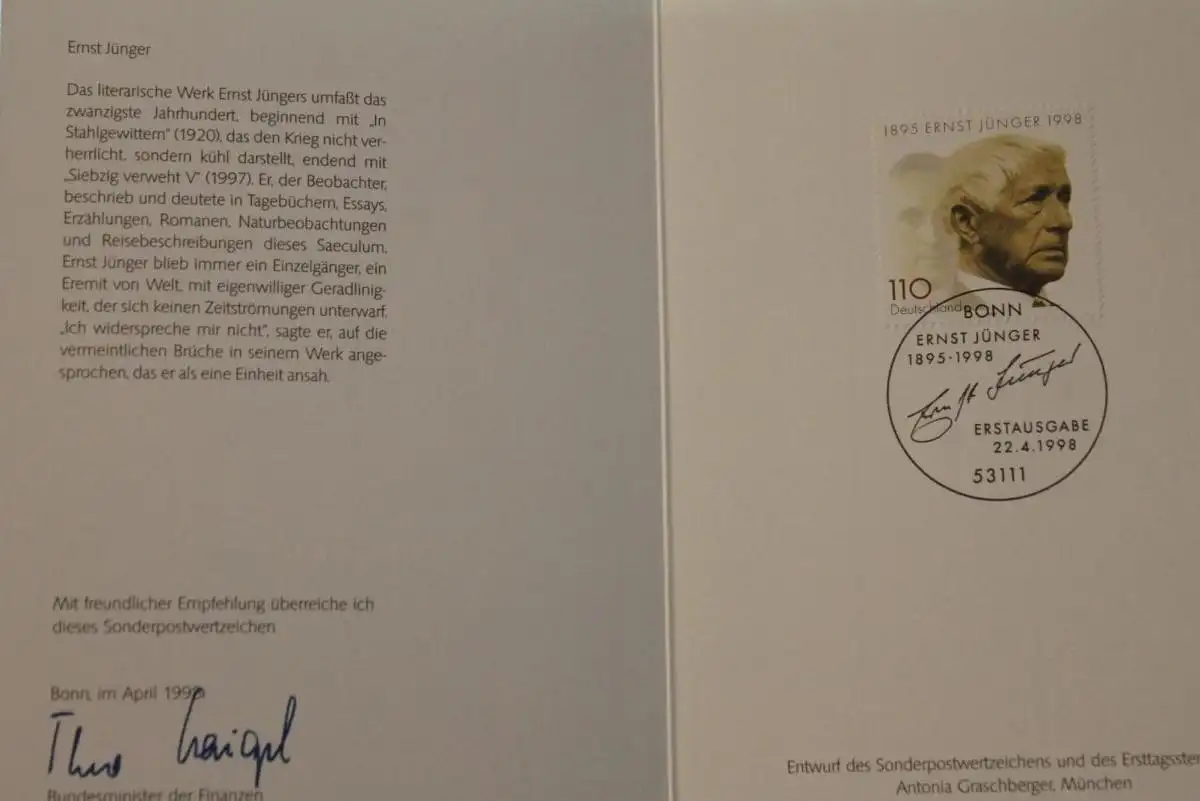 Ernst Jünger
Das literarische Werk Ernst Jüngers umfaßt das
zwanzigste Jahrhundert, beginnend mit „In
Stahlgewittern“ (1920), das den Krieg nicht ver-
herrlicht, sondern kühl darstellt, endend mit
„Siebzig verweht V“ (1997). Er, der Beobachter,
beschrieb und deutete in Tagebüchern, Essays,
Erzählungen, Romanen, Naturbeobachtungen
und Reisebeschreibungen dieses Saeculum.
Ernst Jünger blieb immer ein Einzelgänger, ein
Eremit von Welt, mit eigenwilliger Geradlinig-
keit, der sich keinen Zeitströmungen unterwarf.
„Ich widerspreche mir nicht“, sagte er, auf die
vermeintlichen Brüche in seinem Werk ange-
sprochen, das er als eine Einheit ansah.
Mit freundlicher Empfehlung überreiche ich
dieses Sonderpostwertzeichen
Bonn, im April 1998
Theo Waigel
Bundesminister der Finanzen
1895 ERNST JÜNGER 1998
110
Deutschland
BONN
ERNST JÜNGER
1895-1998
Ernst Jünger
ERSTAUSGABE
22.4.1998
53111
Entwurf des Sonderpostwertzeichens und des Ersttagsste
Antonia Graschberger, München